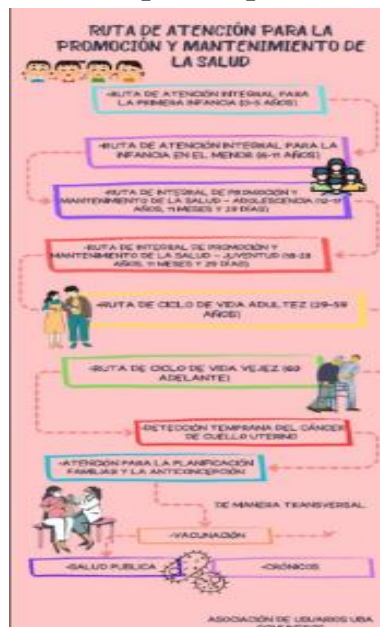 RUTA DE ATENCIÓN PARA LA
PROMOCIÓN Y MANTENIMIENTO DE
LA SALUD
-RUTA DE ATENCIÓN INTEGRAL PARA
LA PRIMERA INFANCIA (0-5 AÑOS)
-RUTA DE ATENCIÓN INTEGRAL PARA LA
INFANCIA EN EL MENOR (6-11 AÑOS)
-RUTA DE INTEGRAL DE PROMOCIÓN Y
MANTENIMIENTO DE LA SALUD - ADOLESCENCIA (12-17
AÑOS, 11 MESES Y 29 DÍAS)
-RUTA DE INTEGRAL DE PROMOCIÓN Y
MANTENIMIENTO DE LA SALUD - JUVENTUD (18-28
AÑOS, 11 MESES Y 29 DÍAS)
-RUTA DE CICLO DE VIDA ADULTEZ (29-59
AÑOS)
-RUTA DE CICLO DE VIDA VEJEZ (60
ADELANTE)
-DETECCIÓN TEMPRANA DEL CÁNCER
DE CUELLO UTERINO
-ATENCIÓN PARA LA PLANIFICACIÓN
FAMILIAR Y LA ANTICONCEPCIÓN
DE MANERA TRANSVERSAL
-VACUNACIÓN
-SALUD PUBLICA
-CRÓNICOS
ASOCIACIÓN DE USUARIOS UBA